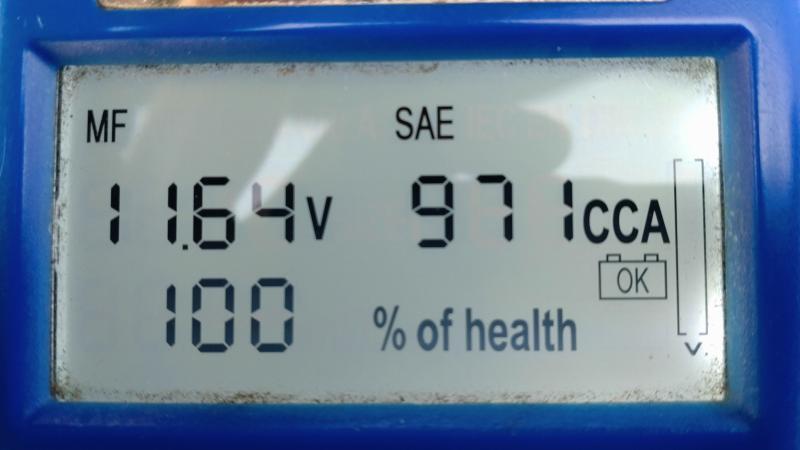 MF SAE
11.64V 971CCA
OK
100 % of health